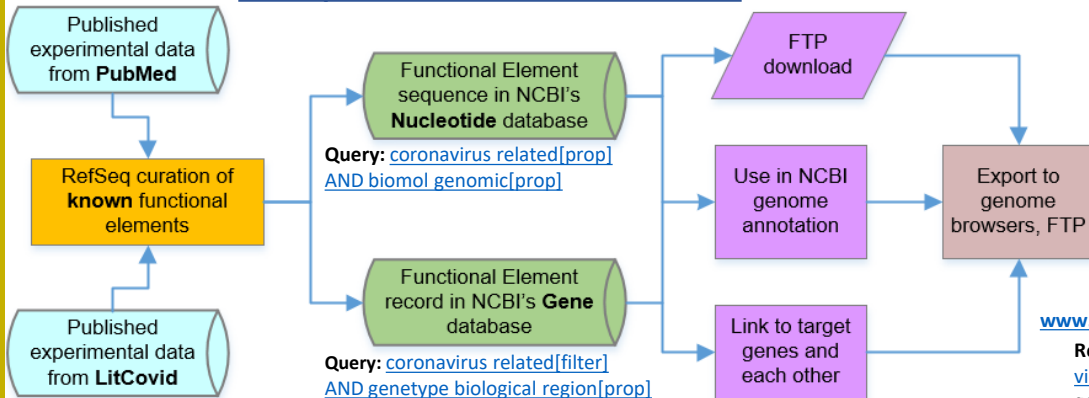 Published
experimental data
from PubMed
Functional Element
sequence in NCBI's
Nucleotide database
FTP
download
Query: coronavirus related[prop]
AND biomol genomic[prop]
RefSeq curation of
known functional
elements
Use in NCBI
genome
annotation
Export to
genome
browsers, FTP
Functional Element
record in NCBI's Gene
database
Published
experimental data
from LitCovid
Link to target
genes and
each other
Query: coronavirus related[filter]
AND genetype biological region[prop]
www.